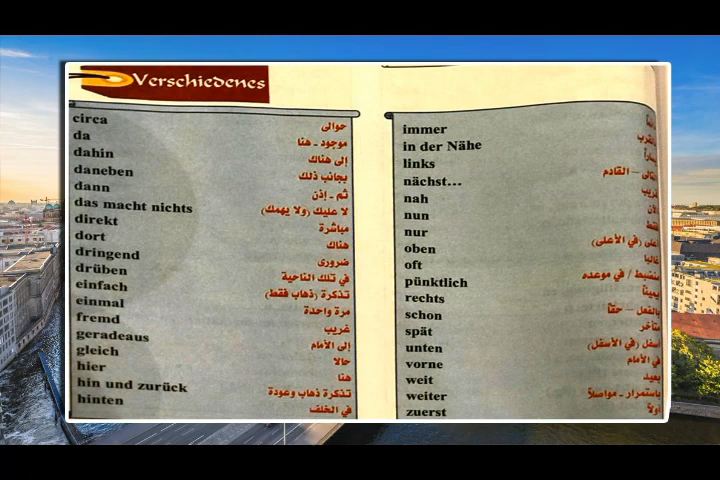 Verschiedenes
circa حوالى
da موجود ـ هنا
dahin إلى هناك
daneben بجانب ذلك
dann ثم ـ إذن
das macht nichts لا عليك (ولا يهمك)
direkt مباشرة
dort هناك
dringend ضرورى
drüben في تلك الناحية
einfach تذكرة (ذهاب فقط)
einmal مرة واحدة
fremd غريب
geradeaus إلى الأمام
gleich حالا
hier هنا
hin und zurück تذكرة ذهاب وعودة
hinten في الخلف
immer
in der Nähe
links
nächst... القادم
nah
nun
nur
oben (في الأعلى)
oft
pünktlich / في موعده
rechts
schon حقاً
spät
unten أسفل (في الأسفل)
vorne في الأمام
weit بعيد
weiter باستمرار ـ مواصلاً
zuerst أولاً